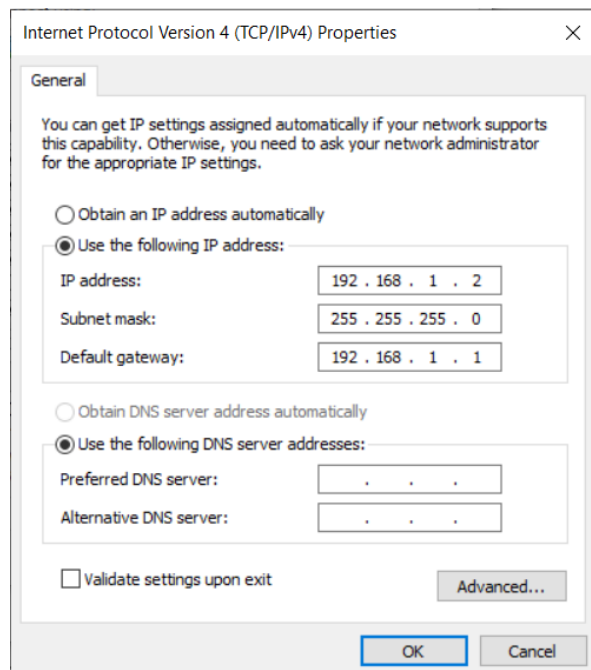 Internet Protocol Version 4 (TCP/IPv4) Properties
General
You can get IP settings assigned automatically if your network supports
this capability. Otherwise, you need to ask your network administrator
for the appropriate IP settings.
Obtain an IP address automatically
Use the following IP address:
IP address: 192 . 168 . 1 . 2
Subnet mask: 255 . 255 . 255 . 0
Default gateway: 192 . 168 . 1 . 1
Obtain DNS server address automatically
Use the following DNS server addresses:
Preferred DNS server: . . .
Alternative DNS server: . . .
Validate settings upon exit
Advanced...
OK Cancel